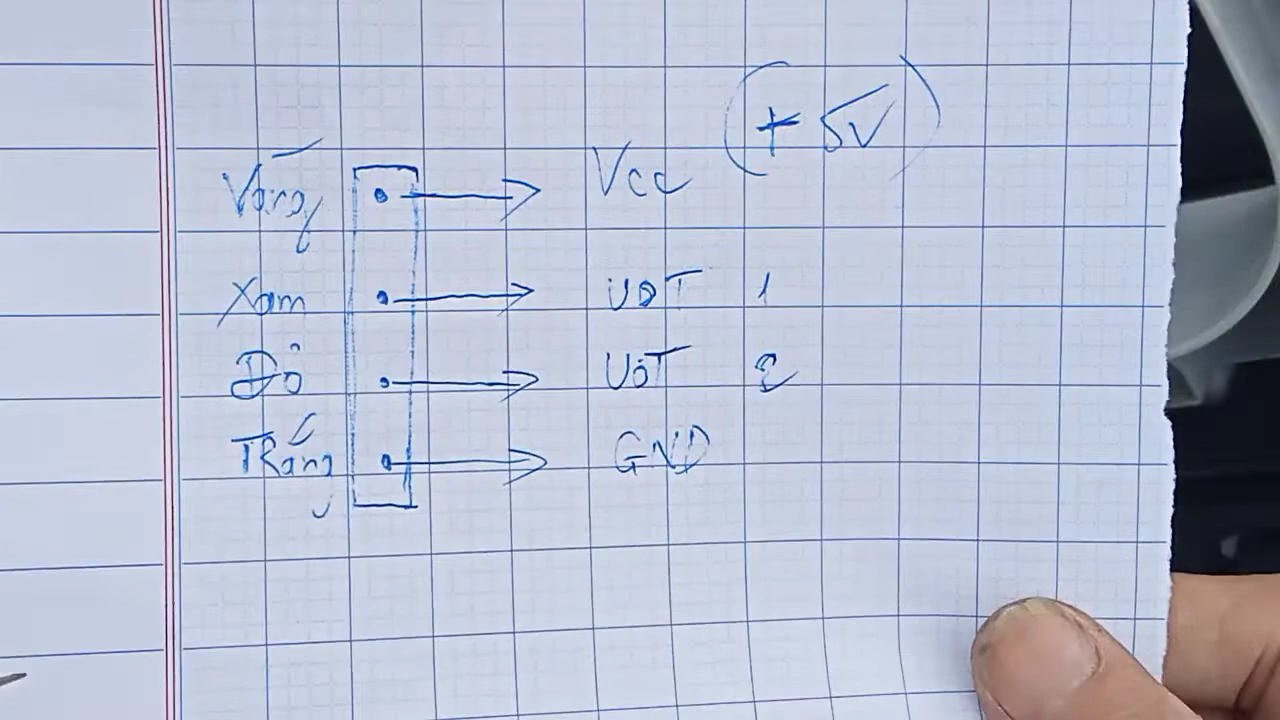 Vàng Vcc (+ 5V)
Xám UOT 1
Đỏ UOT 2
Trắng GND